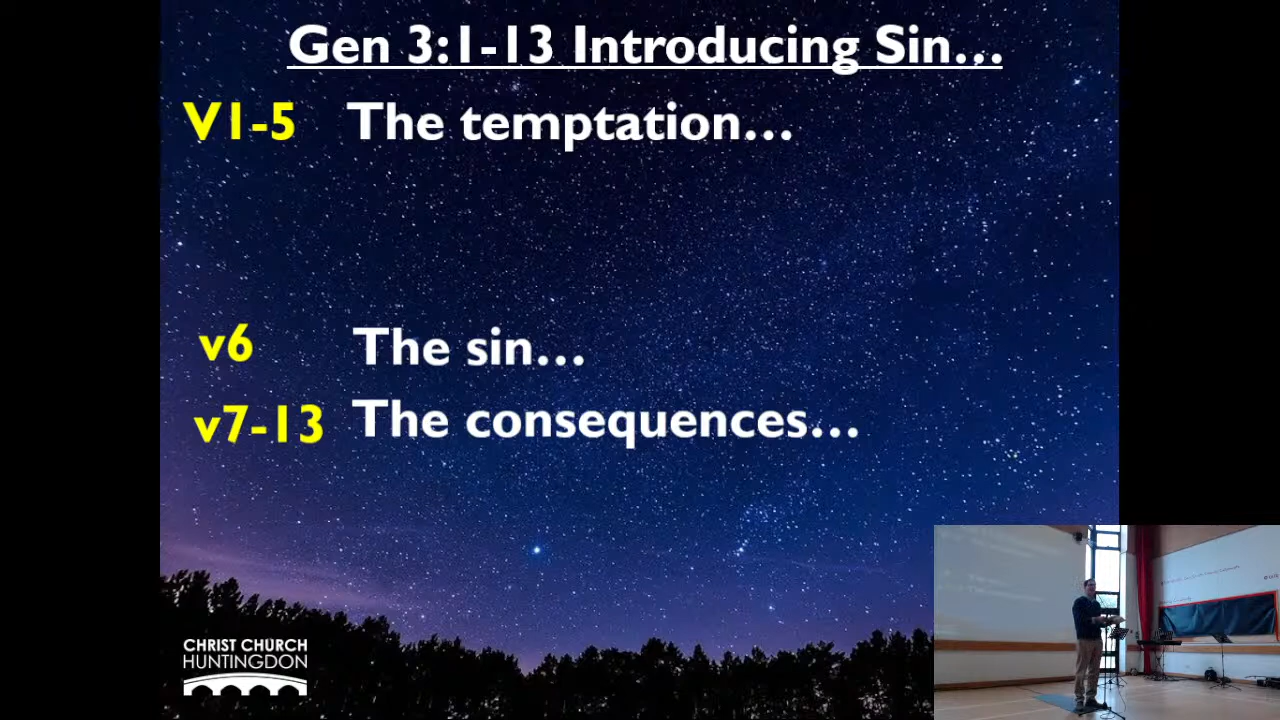 Gen 3:1-13 Introducing Sin...
V1-5 The temptation...
v6 The sin...
v7-13 The consequences...
CHRIST CHURCH
HUNTINGDON